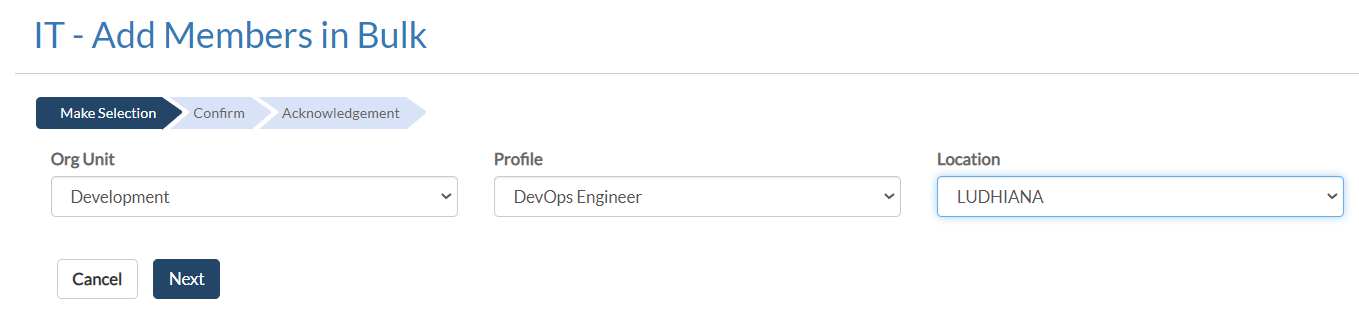 IT - Add Members in Bulk
Make Selection Confirm Acknowledgement
Org Unit Profile Location
Development DevOps Engineer LUDHIANA
Cancel Next